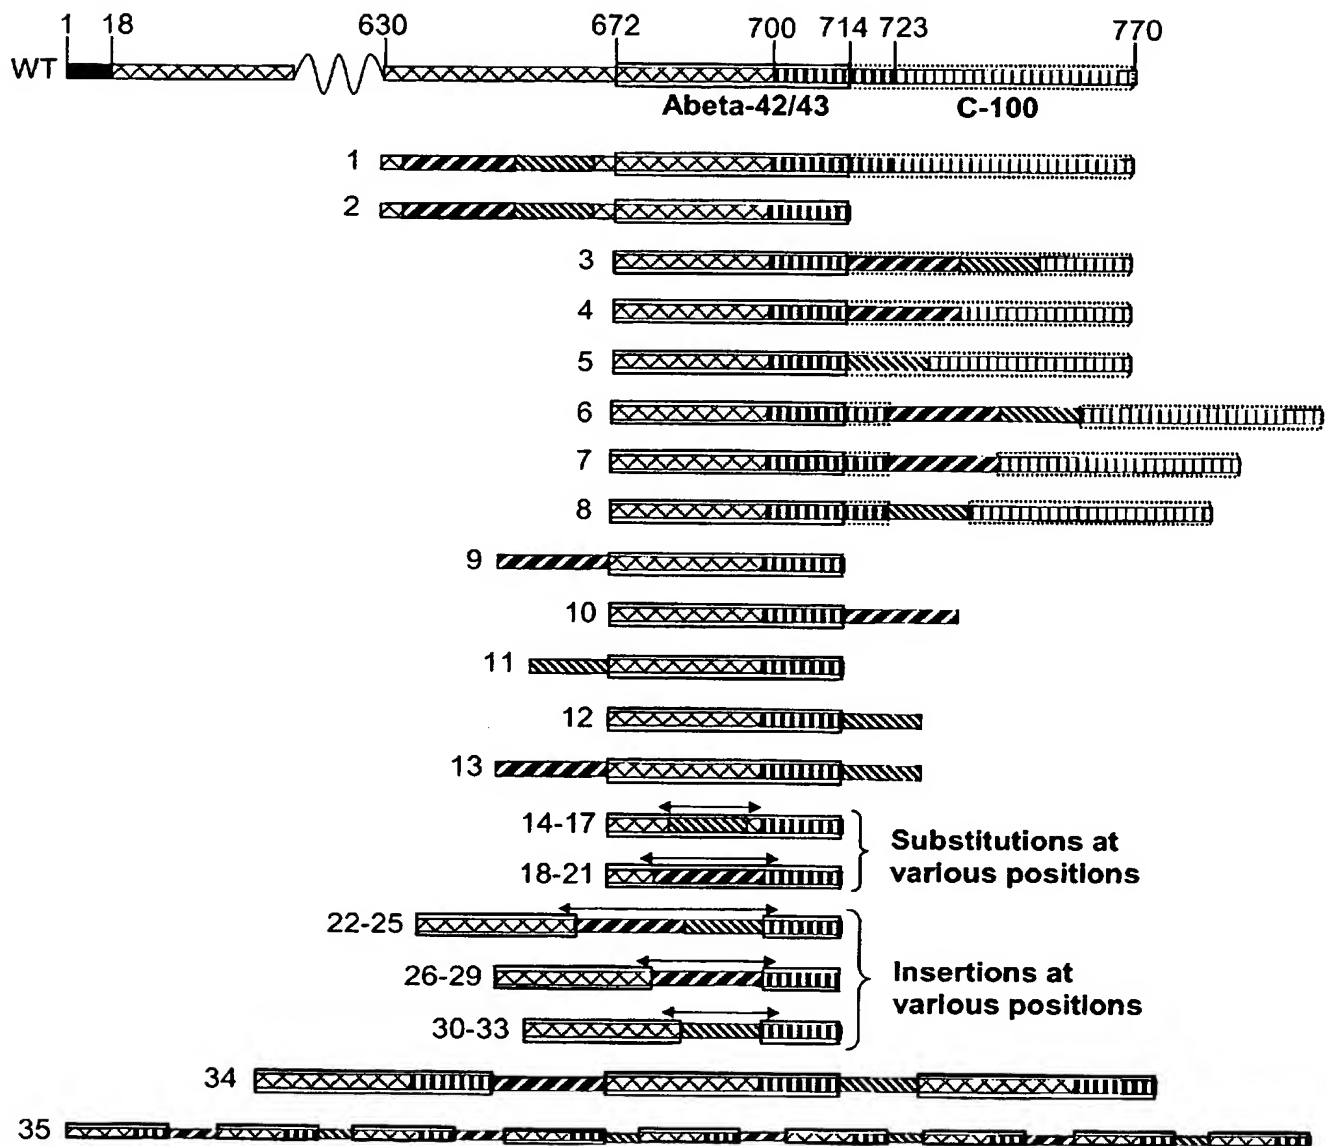 1 18 630 672 700 714 723 770
WT
Abeta-42/43 C-100
1
2
3
4
5
6
7
8
9
10
11
12
13
14-17
Substitutions at
various positions
18-21
22-25
26-29
Insertions at
various positions
30-33
34
35